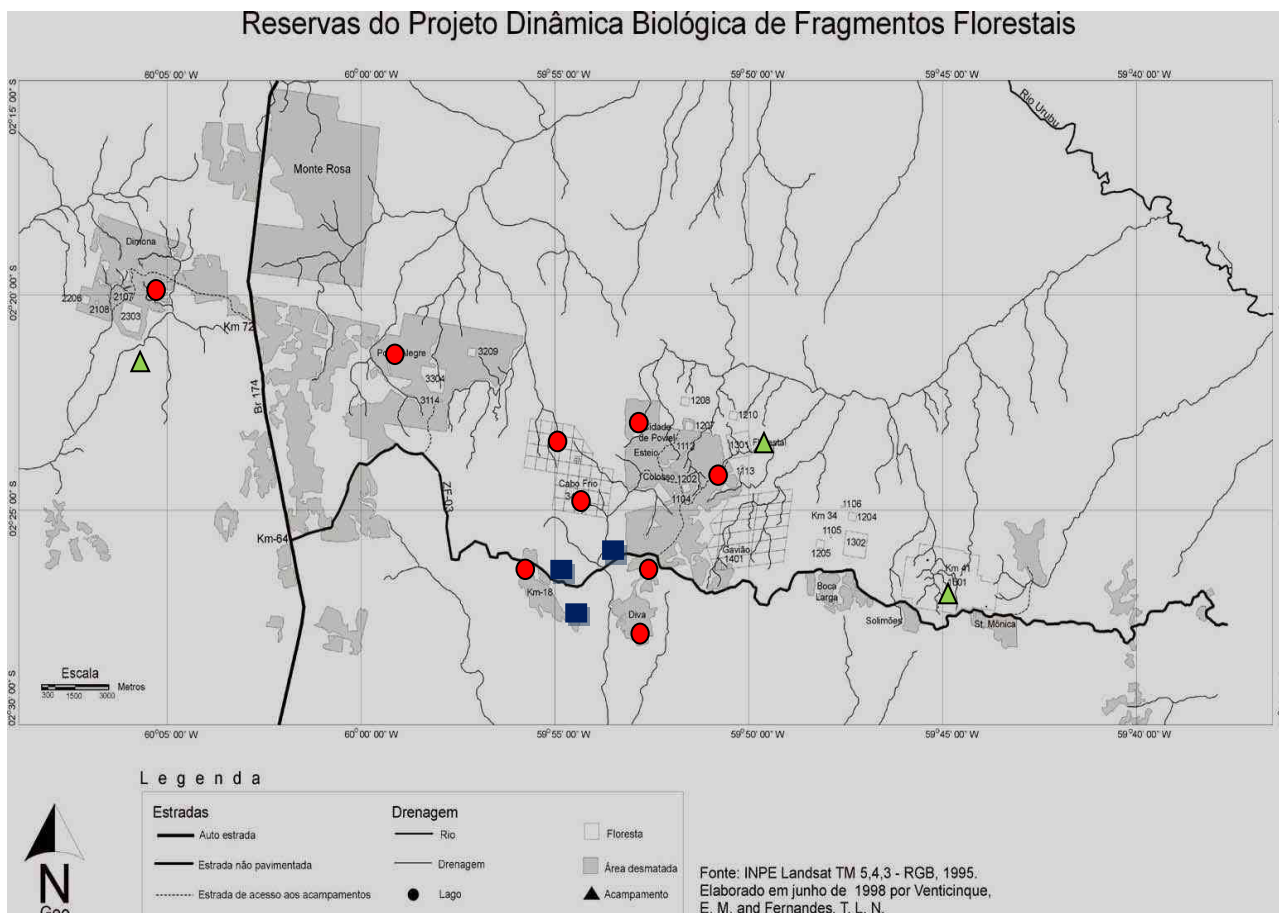 Reservas do Projeto Dinâmica Biológica de Fragmentos Florestais
60°05' 00'' W
60°00' 00'' W
59°55' 00'' W
59°50' 00'' W
59°45' 00'' W
59°40' 00'' W
02°15' 00'' S
Rio Urubu
Monte Rosa
Dimona
02°20' 00'' S
2206
2107
2108
2303
Km 72
Br 174
3209
3304
3114
1208
1210
1207
de Powel
Esteio
1112
1301
Colosso
1202
1113
1104
Cabo Frio
ZF-03
02°25' 00'' S
Km-64
Gavião
1401
Km 34
1106
1204
1105
1302
1205
Km 41
Km-18
Boca
Larga
Diva
Solimões
St. Mônica
Escala
Metros
300 1500 3000
02°30' 00'' S
60°05' 00'' W
60°00' 00'' W
59°55' 00'' W
59°50' 00'' W
59°45' 00'' W
59°40' 00'' W
Legenda
Estradas
Auto estrada
Estrada não pavimentada
Estrada de acesso aos acampamentos
Drenagem
Rio
Drenagem
Lago
Floresta
Área desmatada
Acampamento
N
Fonte: INPE Landsat TM 5,4,3 - RGB, 1995.
Elaborado em junho de 1998 por Venticinque,
E. M. and Fernandes, T. L. N.